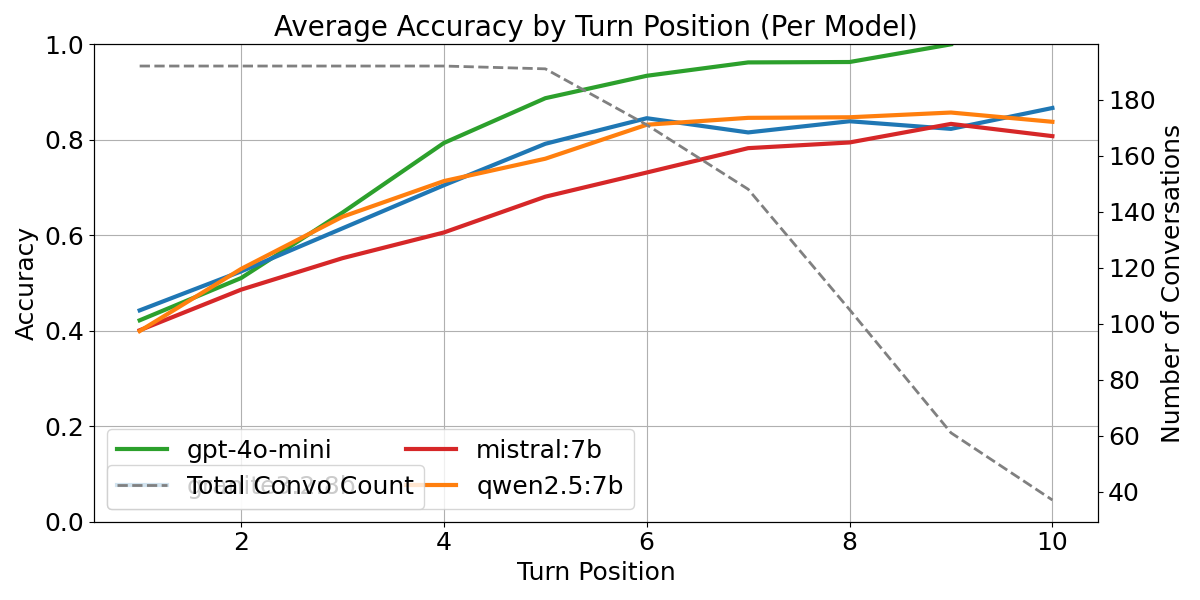 Average Accuracy by Turn Position (Per Model)
1.0
0.8
0.6
0.4
0.2
0.0
Accuracy
180
160
140
120
100
80
60
40
Number of Conversations
gpt-4o-mini
mistral:7b
Total Convo Count
qwen2.5:7b
2
4
6
8
10
Turn Position